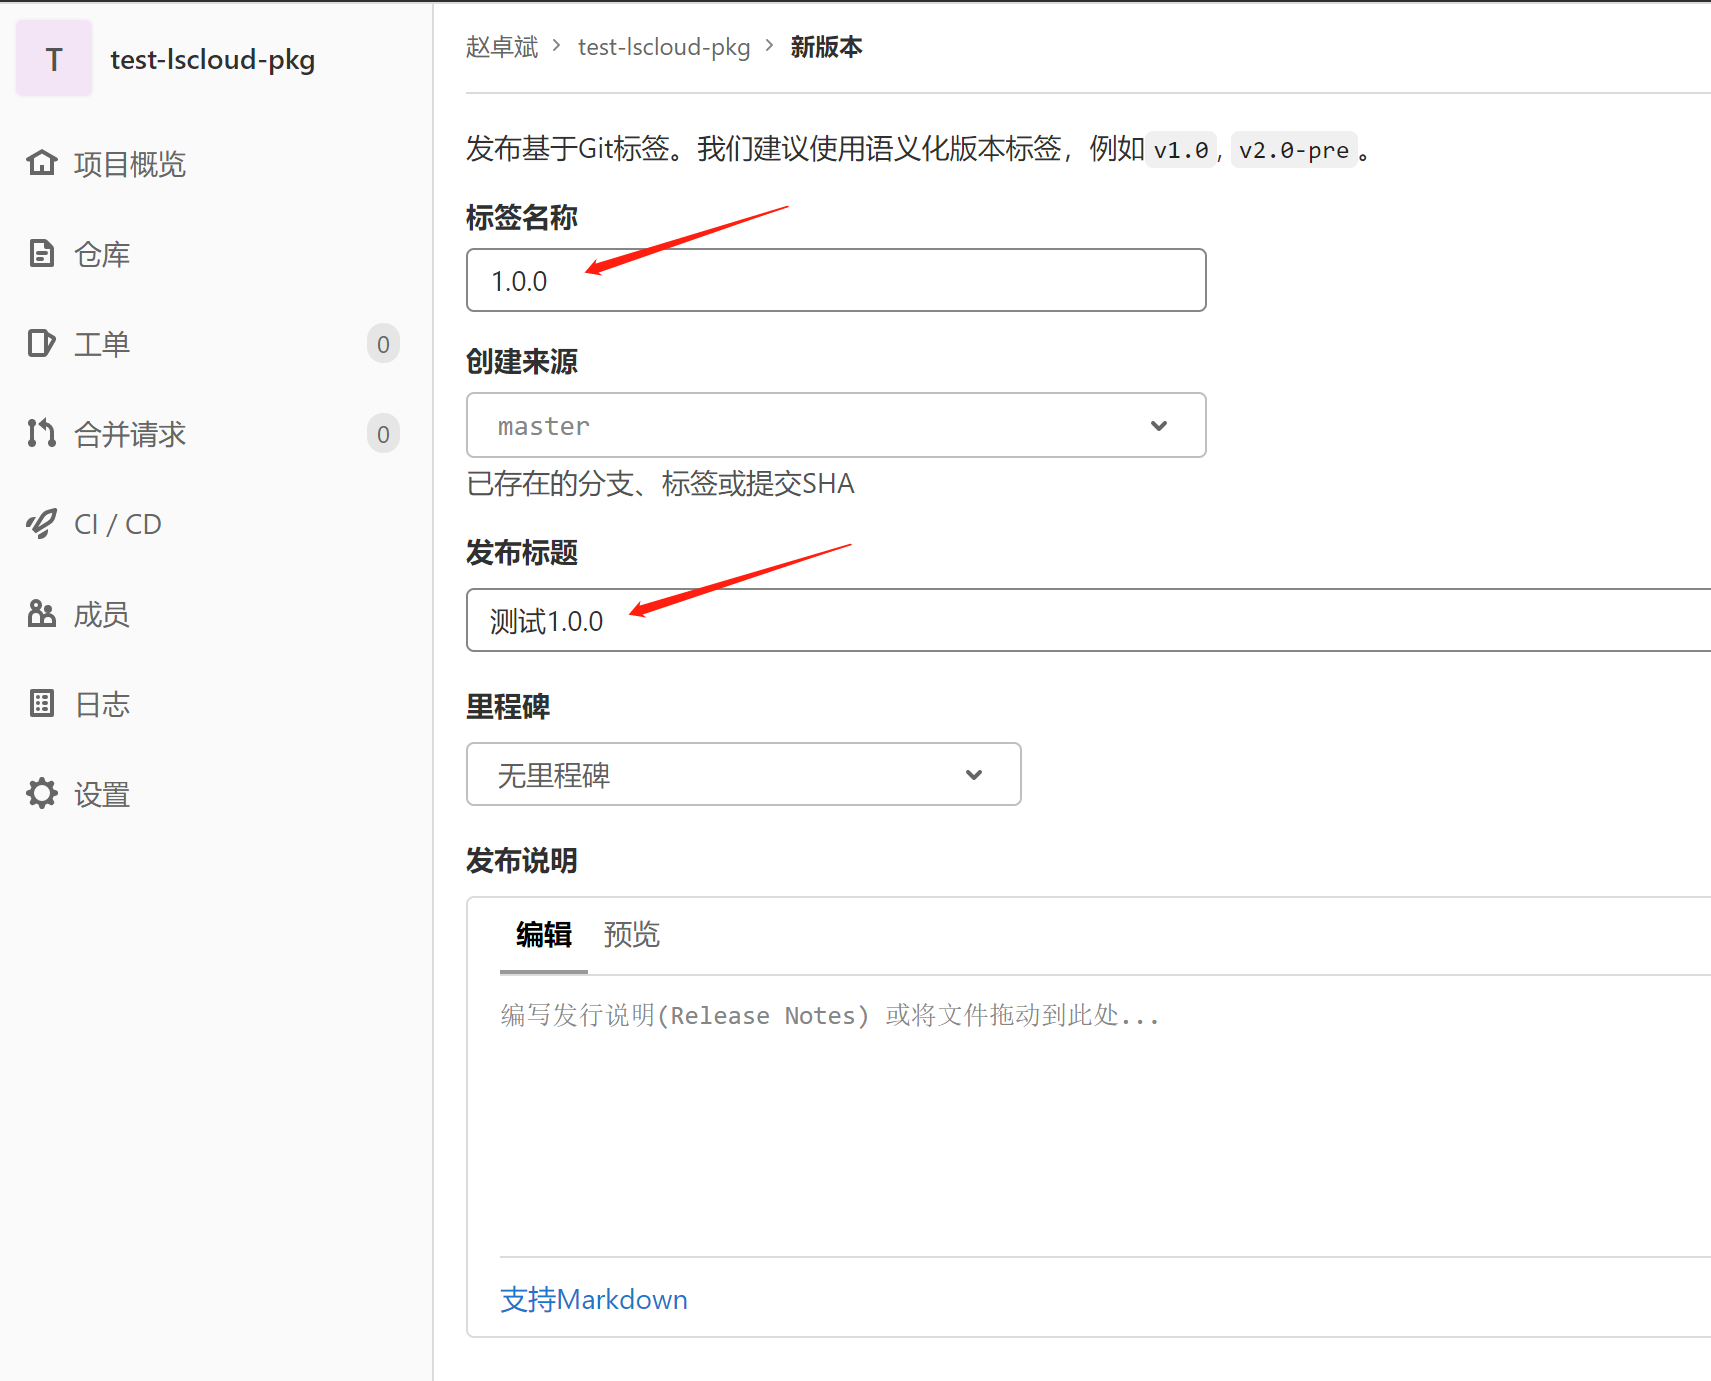 T
test-lscloud-pkg
项目概览
仓库
工单 0
合并请求 0
CI / CD
成员
日志
设置
赵卓斌 > test-lscloud-pkg > 新版本
发布基于Git标签。我们建议使用语义化版本标签，例如 v1.0, v2.0-pre。
标签名称
1.0.0
创建来源
master
已存在的分支、标签或提交SHA
发布标题
测试1.0.0
里程碑
无里程碑
发布说明
编辑 预览
编写发行说明(Release Notes) 或将文件拖动到此处...
支持Markdown